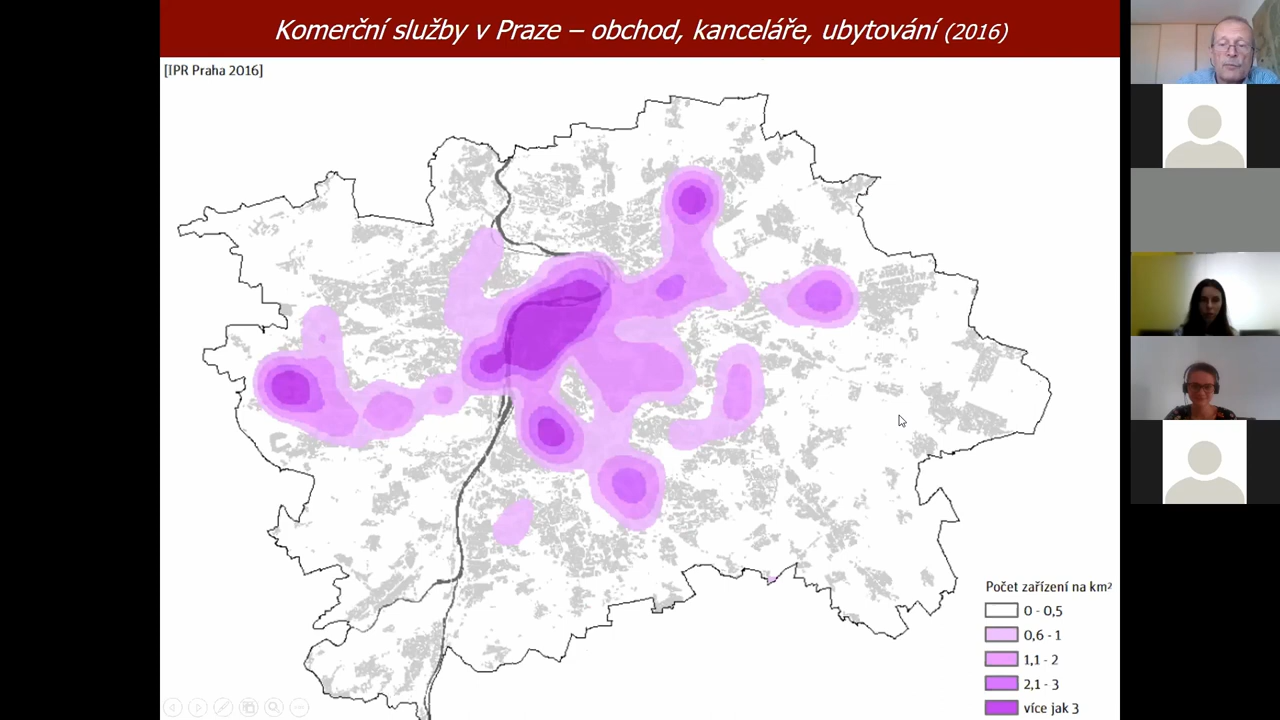 Komerční služby v Praze – obchod, kanceláře, ubytování (2016)
[IPR Praha 2016]
Počet zařízení na km²
0 - 0,5
0,6 - 1
1,1 - 2
2,1 - 3
více jak 3